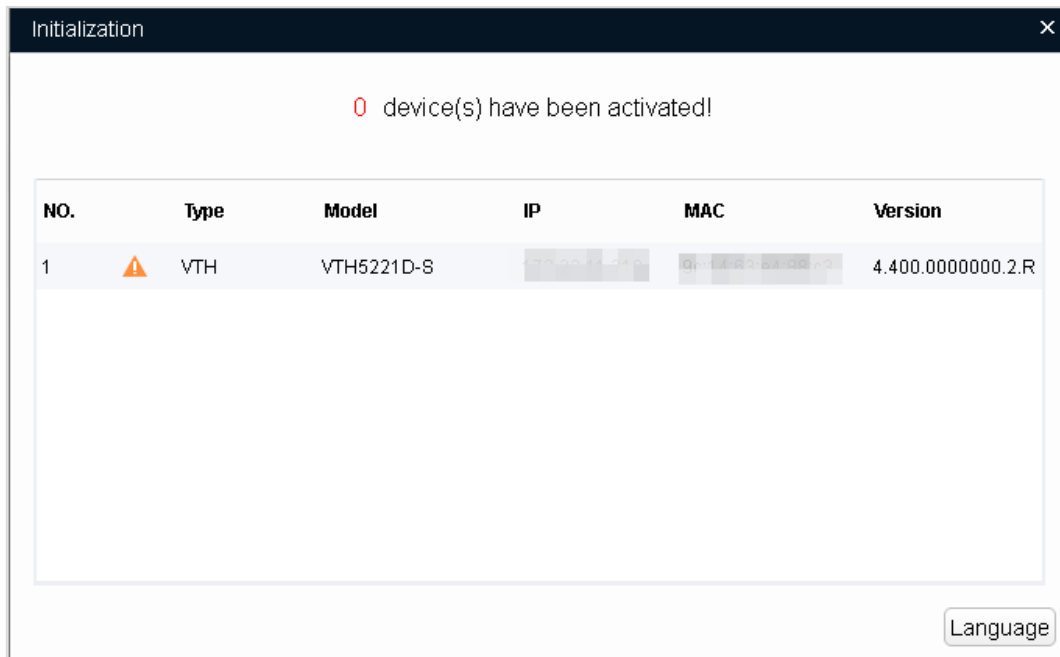 Initialization
0 device(s) have been activated!
NO. Type Model IP MAC Version
1 VTH VTH5221D-S 4.400.0000000.2.R
Language